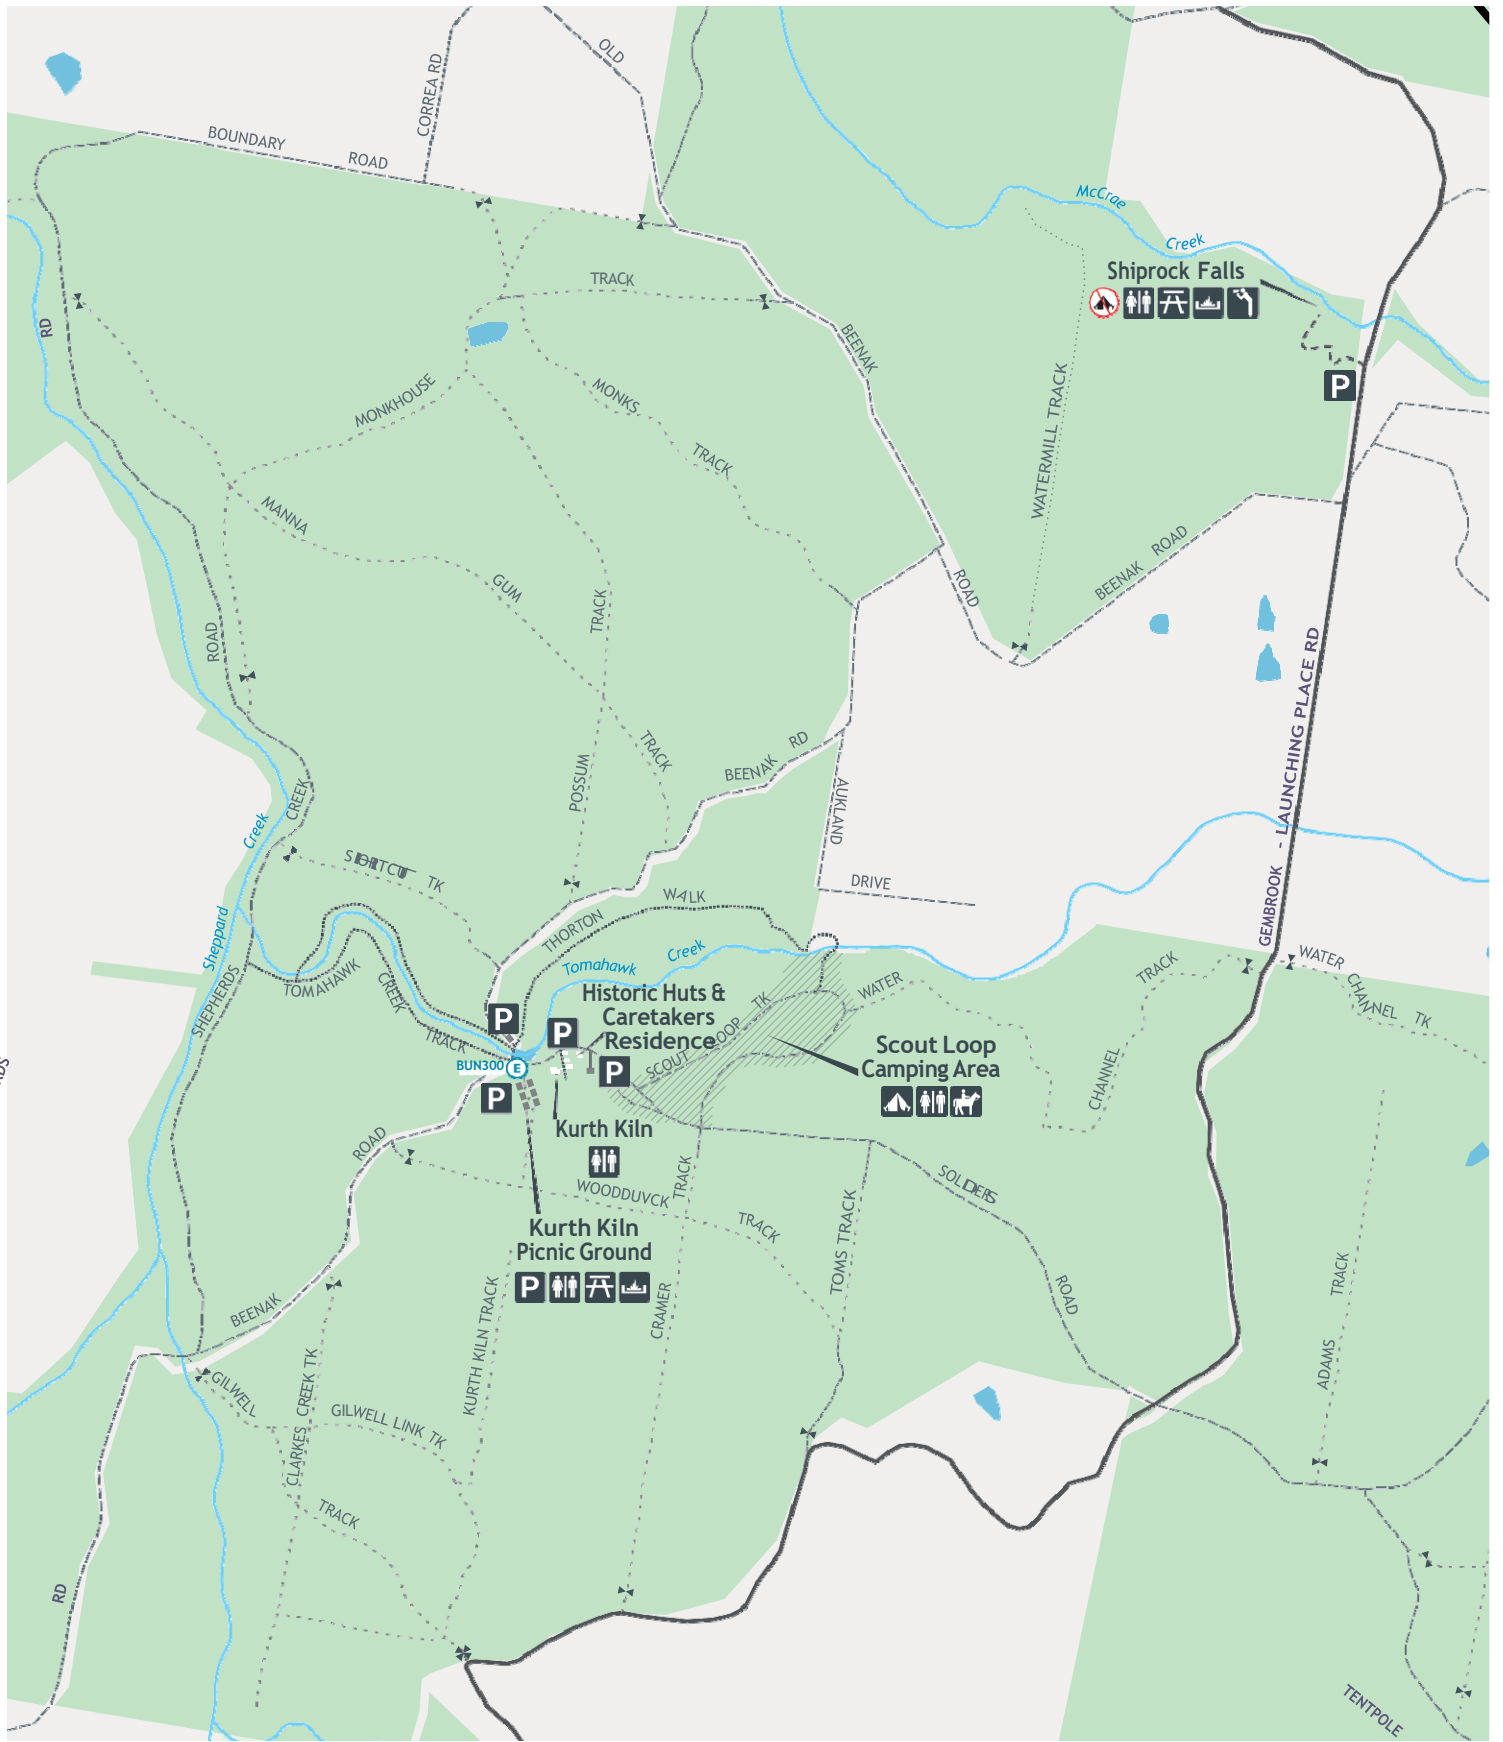 OLD
CORREA RD
BOUNDARY
ROAD
McCrae
Creek
Shiprock Falls
TRACK
RD
BEENAK
P
MONKHOUSE
MONKS
WATERMILL TRACK
TRACK
MANNA
ROAD
BEENAK
GUM
ROAD
TRACK
ROAD
GEMBROOK - LAUNCHING PLACE RD
TRACK
BEENAK
RD
POSSUM
CREEK
AUKLAND
Creek
TK
DRIVE
WALK
THORTON
Sheppard
Creek
Tomahawk
WATER
TRACK
CHANNEL
TK
TOMAHAWK
CREEK
TRACK
SHEPHERDS
Historic Huts &
Caretakers
Residence
WATER
TK
LOOP
SCOUT
P
P
P
P
BUN300
E
Scout Loop
Camping Area
CHANNEL
Kurth Kiln
ROAD
WOODDUVCK
TRACK
TRACK
Kurth Kiln
Picnic Ground
P
TOMS TRACK
ROAD
TRACK
BEENAK
KURTH KILN TRACK
CRAMER
ADAMS
GILWELL
CLARKES CREEK TK
GILWELL LINK TK
TRACK
RD
TENTPOLE